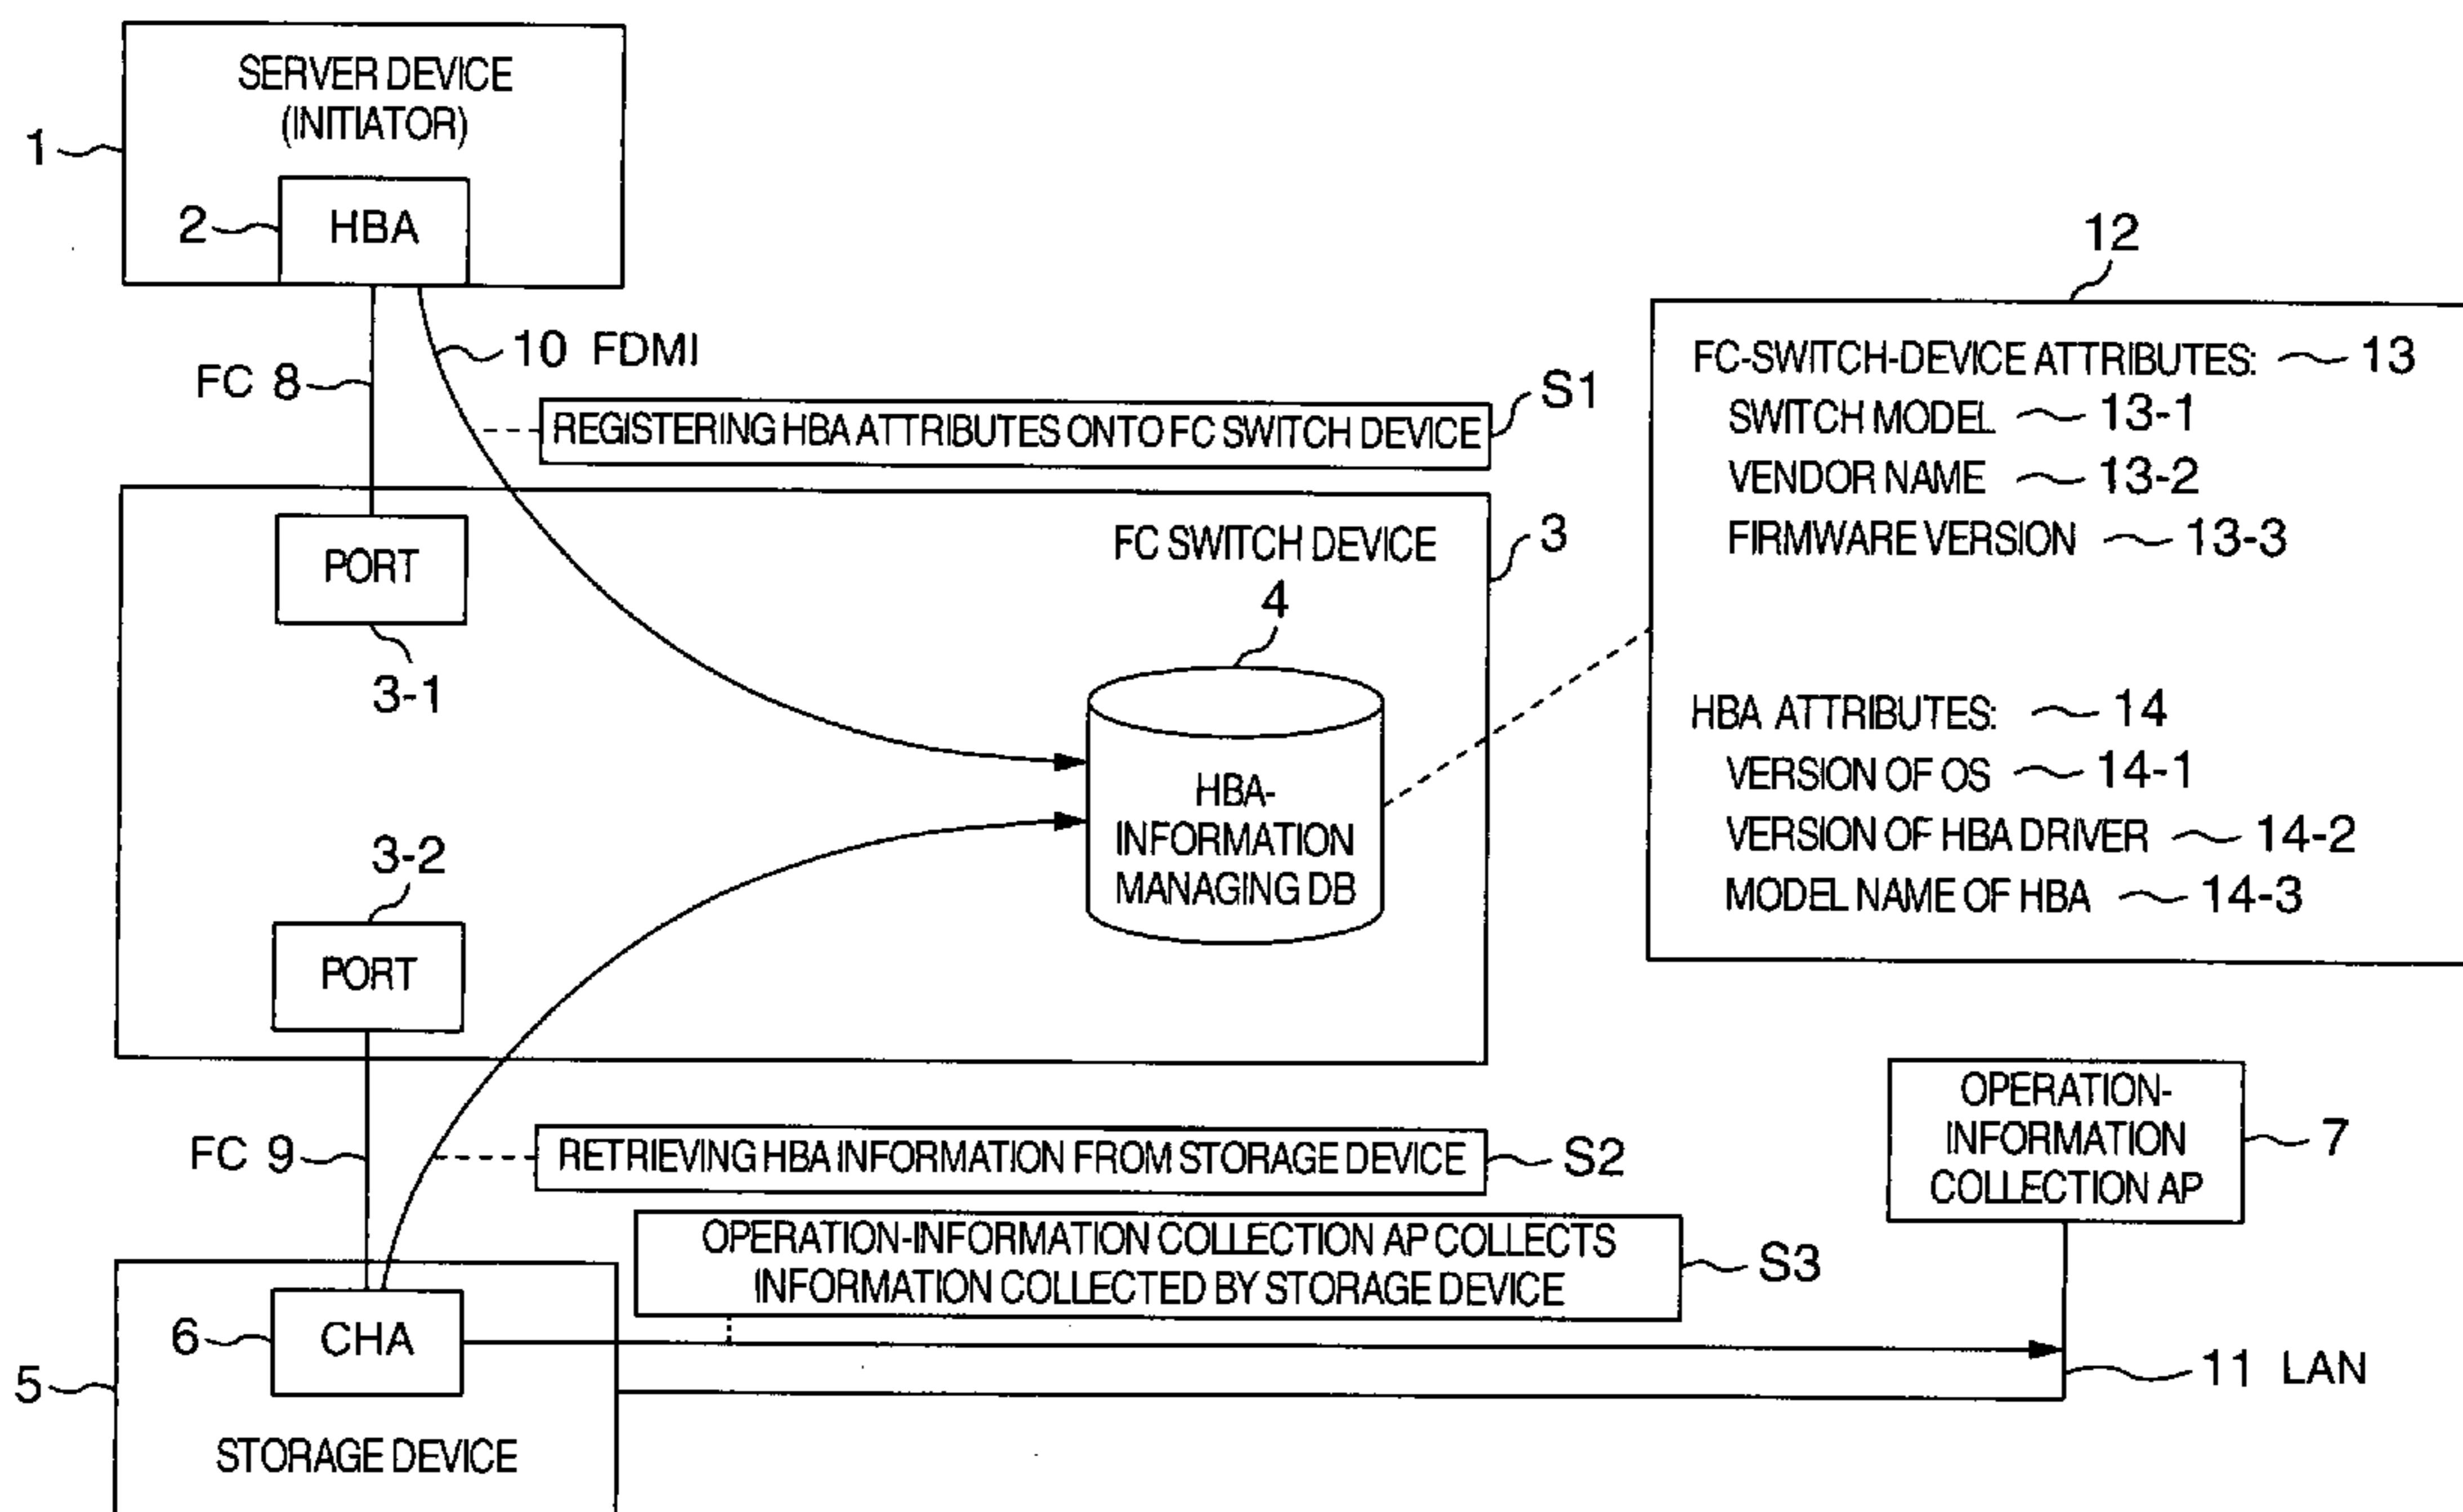 SERVER DEVICE
(INITIATOR)
1
2
HBA
12
10 FDMI
FC 8
S1
REGISTERING HBA ATTRIBUTES ONTO FC SWITCH DEVICE
FC-SWITCH-DEVICE ATTRIBUTES: 13
SWITCH MODEL 13-1
VENDOR NAME 13-2
FIRMWARE VERSION 13-3
HBA ATTRIBUTES: 14
VERSION OF OS 14-1
VERSION OF HBA DRIVER 14-2
MODEL NAME OF HBA 14-3
FC SWITCH DEVICE
3
PORT
3-1
4
HBA-
INFORMATION
MANAGING DB
3-2
PORT
FC 9
RETRIEVING HBA INFORMATION FROM STORAGE DEVICE
S2
OPERATION-
INFORMATION
COLLECTION AP
7
OPERATION-INFORMATION COLLECTION AP COLLECTS
INFORMATION COLLECTED BY STORAGE DEVICE
S3
6
CHA
5
11 LAN
STORAGE DEVICE